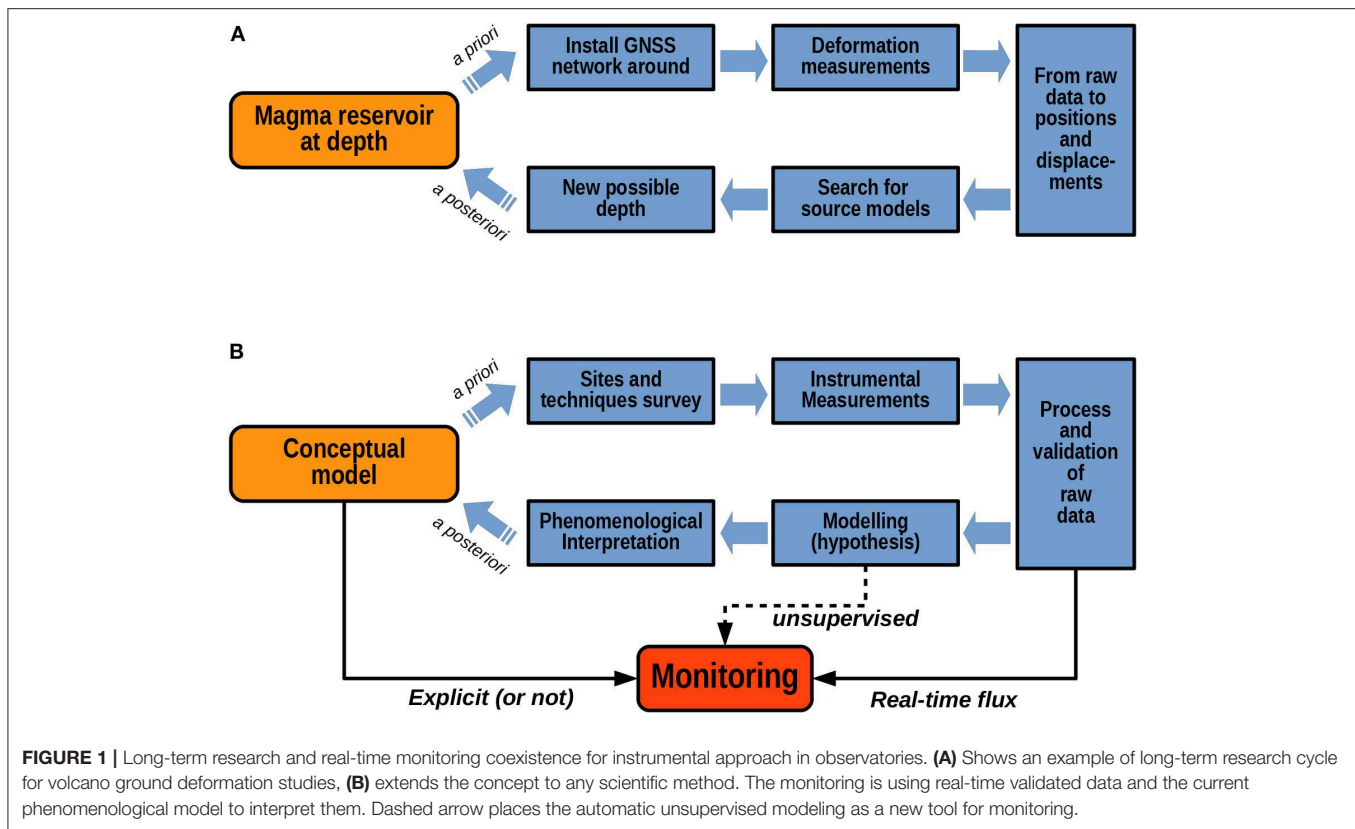 A
a priori
Install GNSS
network around
Deformation
measurements
From raw
data to
positions
and
displace-
ments
Magma reservoir
at depth
a posteriori
New possible
depth
Search for
source models
B
a priori
Sites and
techniques survey
Instrumental
Measurements
Process
and
validation
of
raw
data
Conceptual
model
a posteriori
Phenomenological
Interpretation
Modelling
(hypothesis)
unsupervised
Monitoring
Explicit (or not)
Real-time flux
FIGURE 1 | Long-term research and real-time monitoring coexistence for instrumental approach in observatories. (A) Shows an example of long-term research cycle
for volcano ground deformation studies, (B) extends the concept to any scientific method. The monitoring is using real-time validated data and the current
phenomenological model to interpret them. Dashed arrow places the automatic unsupervised modeling as a new tool for monitoring.